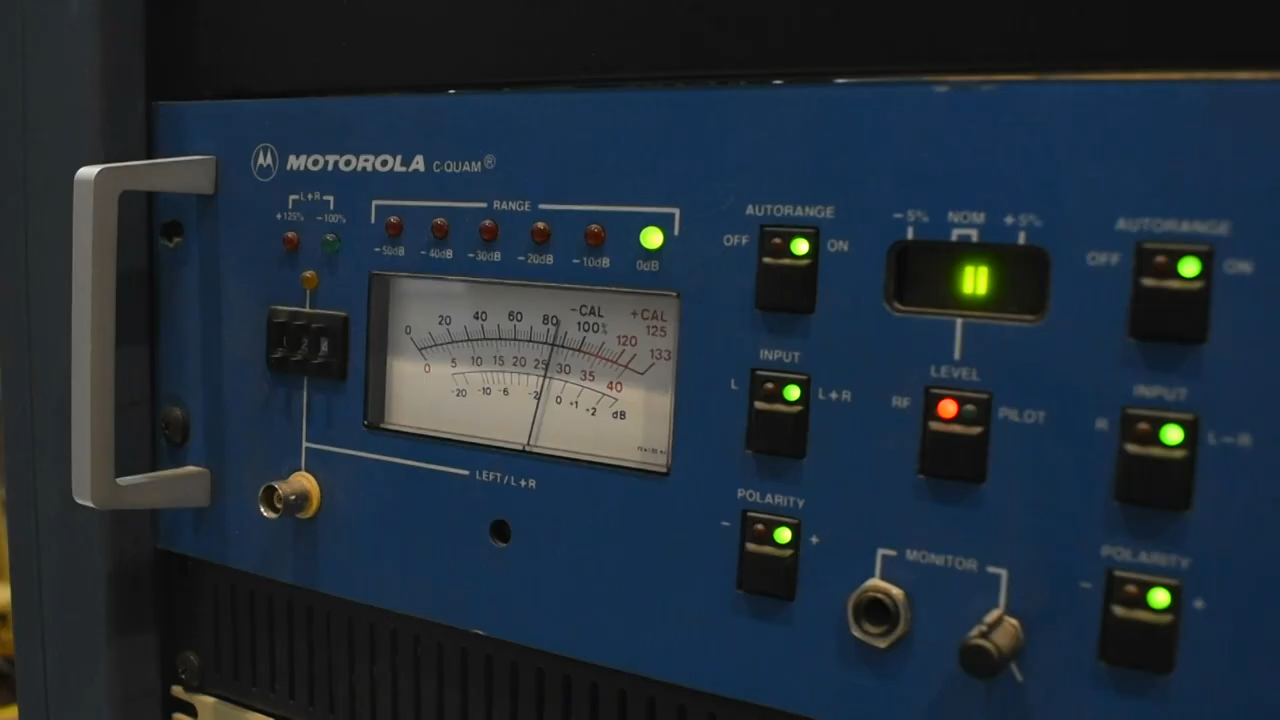 MOTOROLA C-QUAM®
L+R
+125% -100%
RANGE
-50dB -40dB -30dB -20dB -10dB 0dB
0 20 40 60 80 100% 120 133
-CAL +CAL
125
0 5 10 15 20 25 30 35 40
-20 -10 -6 -2 0 +1 +2 dB
LEFT/L+R
AUTORANGE
OFF ON
INPUT
L L+R
POLARITY
- +
-5% NOM +5%
LEVEL
RF PILOT
MONITOR
AUTORANGE
OFF ON
INPUT
R L-R
POLARITY
- +